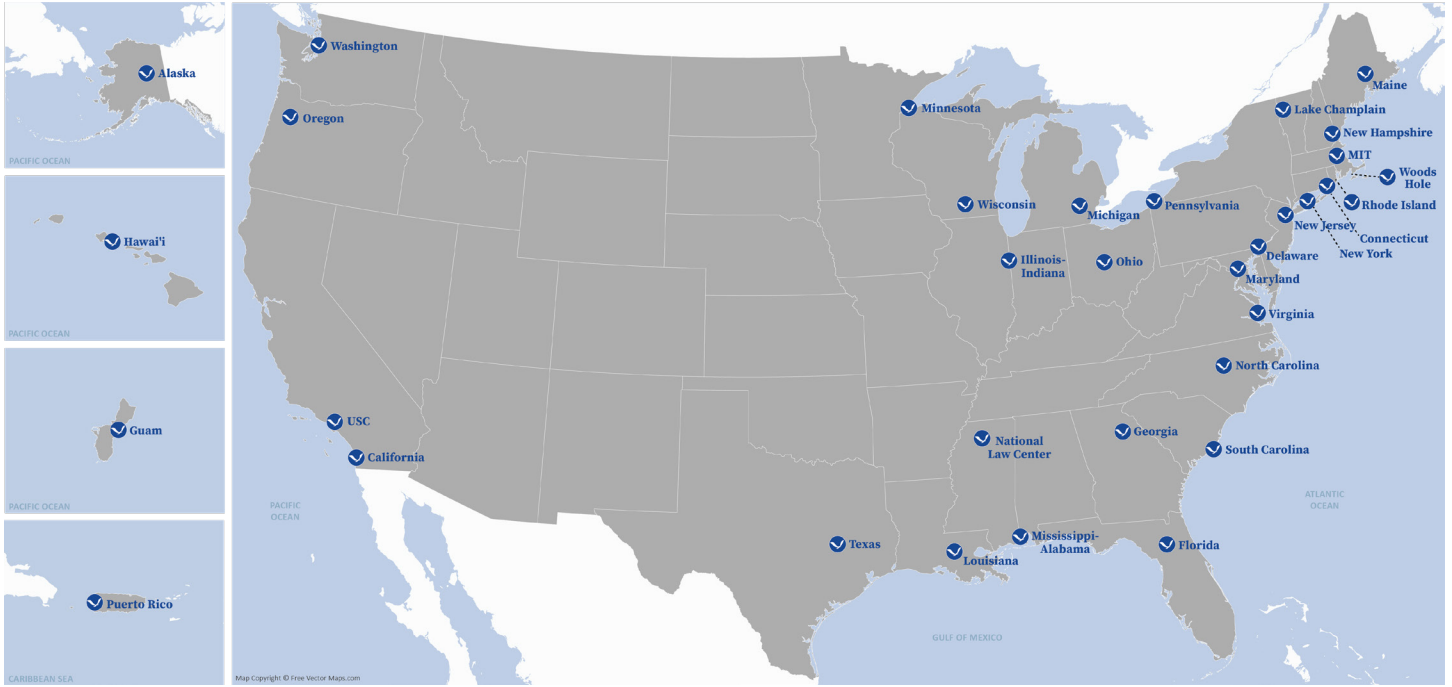 Alaska
PACIFIC OCEAN
Hawai'i
PACIFIC OCEAN
Guam
PACIFIC OCEAN
Puerto Rico
CARIBBEAN SEA
Washington
Oregon
Minnesota
Maine
Lake Champlain
New Hampshire
MIT
Woods
Hole
Rhode Island
Wisconsin
Michigan
Pennsylvania
New Jersey
Connecticut
New York
Illinois-
Indiana
Ohio
Delaware
Maryland
Virginia
North Carolina
USC
California
National
Law Center
Georgia
South Carolina
PACIFIC
OCEAN
ATLANTIC
OCEAN
Texas
Louisiana
Mississippi-
Alabama
Florida
GULF OF MEXICO
Map Copyright © Free Vector Maps.com